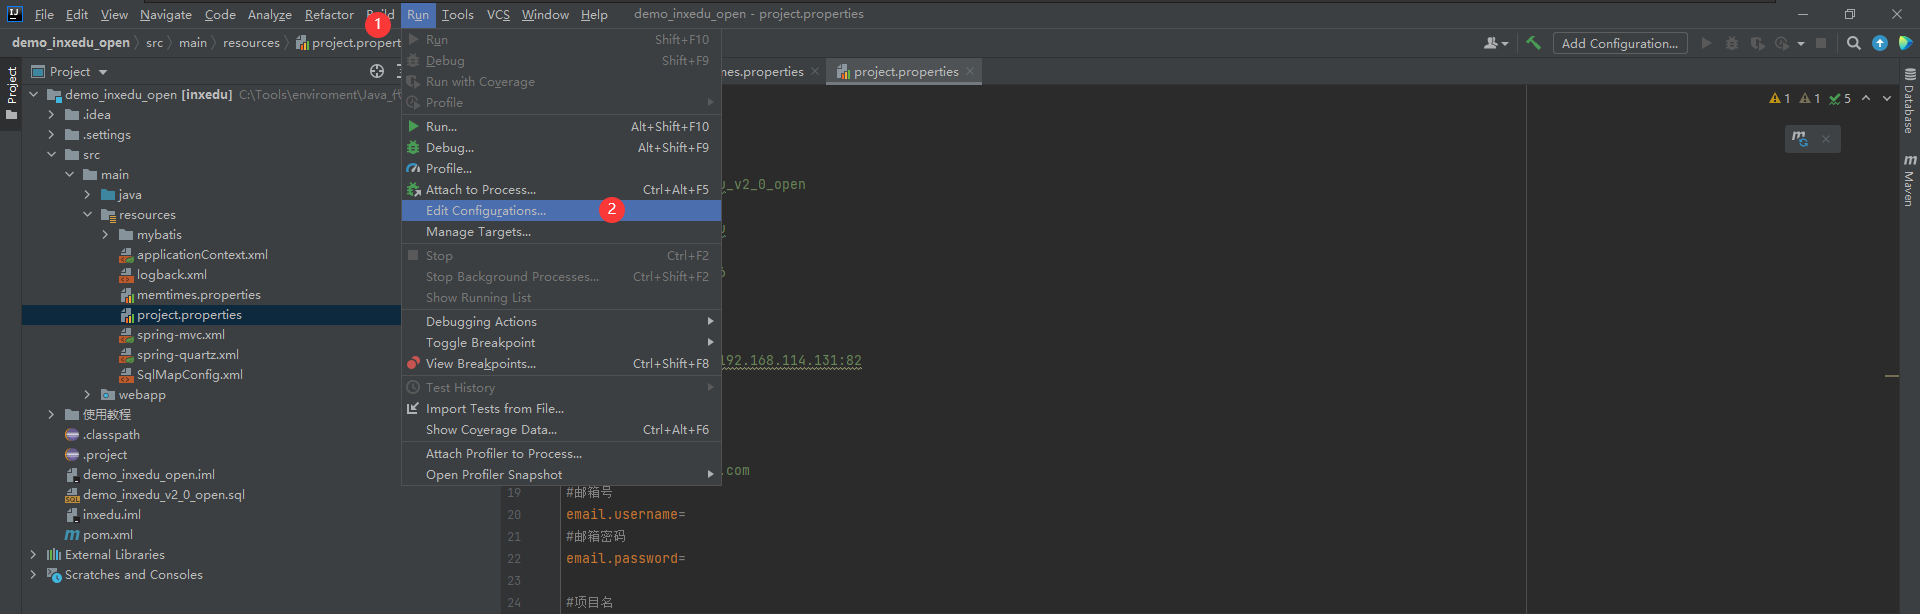 File Edit View Navigate Code Analyze Refactor Build Run Tools VCS Window Help demo_inxedu_open - project.properties
1
demo_inxedu_open src main resources project.propert
Add Configuration...
Project
nes.properties
project.properties
demo_inxedu_open [inxedu] C:\Tools\enviroment\Java_
.idea
.settings
src
main
java
resources
mybatis
applicationContext.xml
logback.xml
memtimes.properties
project.properties
spring-mvc.xml
spring-quartz.xml
SqlMapConfig.xml
webapp
使用教程
.classpath
.project
demo_inxedu_open.iml
demo_inxedu_v2_0_open.sql
inxedu.iml
pom.xml
External Libraries
Scratches and Consoles
Run Shift+F10
Debug Shift+F9
Run with Coverage
Profile
Run... Alt+Shift+F10
Debug... Alt+Shift+F9
Profile...
Attach to Process... Ctrl+Alt+F5
Edit Configurations...
2
Manage Targets...
Stop Ctrl+F2
Stop Background Processes... Ctrl+Shift+F2
Show Running List
Debugging Actions
Toggle Breakpoint
View Breakpoints... Ctrl+Shift+F8
Test History
Import Tests from File...
Show Coverage Data... Ctrl+Alt+F6
Attach Profiler to Process...
Open Profiler Snapshot
1 1 5
_v2_0_open
192.168.114.131:82
.com
19 #邮箱号
20 email.username=
21 #邮箱密码
22 email.password=
23
24 #项目名
Project
Database
Maven